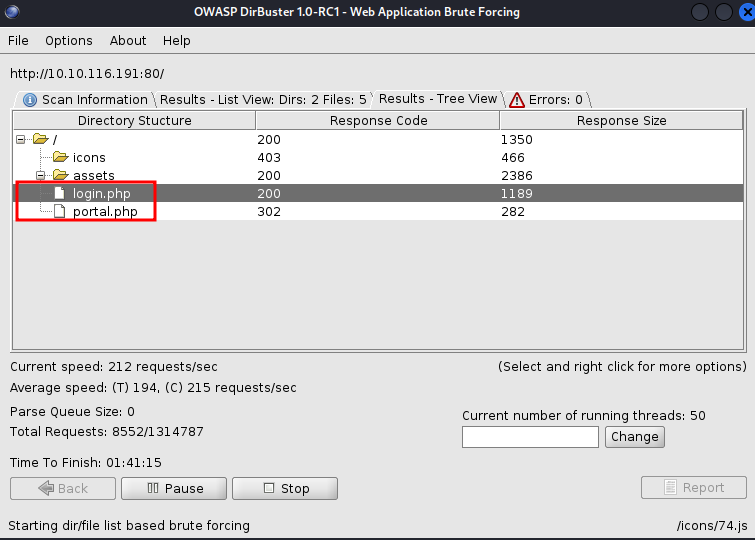 OWASP DirBuster 1.0-RC1 - Web Application Brute Forcing
File Options About Help
http://10.10.116.191:80/
Scan Information Results - List View: Dirs: 2 Files: 5 Results - Tree View Errors: 0
Directory Stucture Response Code Response Size
/ 200 1350
icons 403 466
assets 200 2386
login.php 200 1189
portal.php 302 282
Current speed: 212 requests/sec (Select and right click for more options)
Average speed: (T) 194, (C) 215 requests/sec
Parse Queue Size: 0
Current number of running threads: 50
Total Requests: 8552/1314787
Change
Time To Finish: 01:41:15
Back Pause Stop Report
Starting dir/file list based brute forcing /icons/74.js